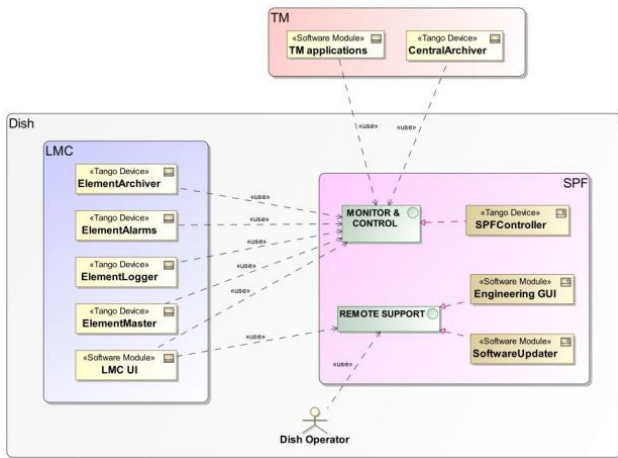 TM
«Software Module»
TM applications
«Tango Device»
CentralArchiver
«use»
«use»
Dish
LMC
«Tango Device»
ElementArchiver
«Tango Device»
ElementAlarms
«Tango Device»
ElementLogger
«Tango Device»
ElementMaster
«Software Module»
LMC UI
«use»
«use»
«use»
«use»
«use»
«use»
SPF
MONITOR &
CONTROL
«Tango Device»
SPFController
«Software Module»
Engineering GUI
REMOTE SUPPORT
«Software Module»
SoftwareUpdater
«use»
Dish Operator